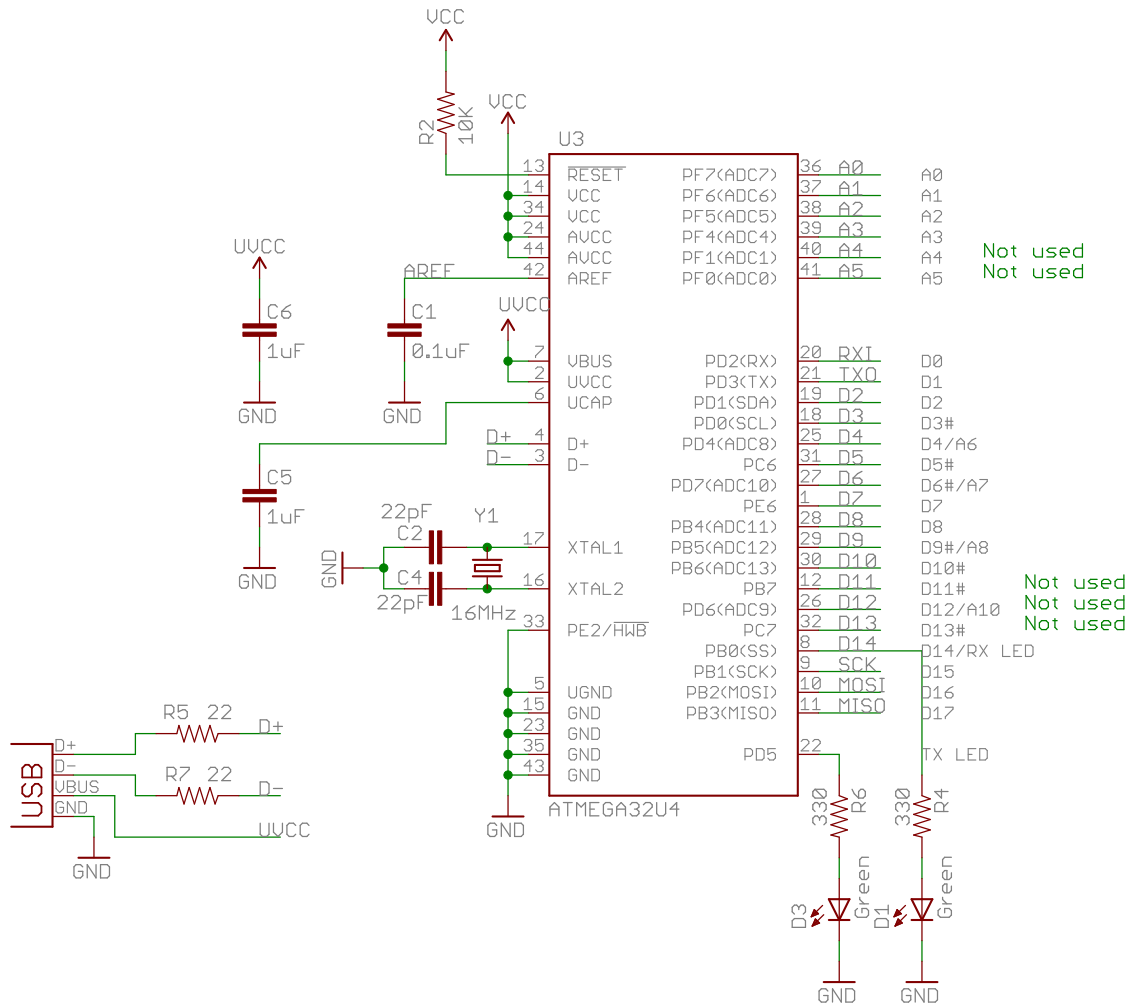 VCC
R2
10K
VCC
U3
13 RESET PF7(ADC7) 36 A0 A0
14 VCC PF6(ADC6) 37 A1 A1
34 VCC PF5(ADC5) 38 A2 A2
24 AVCC PF4(ADC4) 39 A3 A3
44 AVCC PF1(ADC1) 40 A4 A4 Not used
42 AREF PF0(ADC0) 41 A5 A5 Not used
AREF
UVCC
C6
1uF
GND
C1
0.1uF
GND
UVCC
7 VBUS PD2(RX) 20 RXI D0
2 UVCC PD3(TX) 21 TXO D1
6 UCAP PD1(SDA) 19 D2 D2
PD0(SCL) 18 D3 D3#
D+ 4 D+ PD4(ADC8) 25 D4 D4/A6
D- 3 D- PC6 31 D5 D5#
PD7(ADC10) 27 D6 D6#/A7
PE6 1 D7 D7
PB4(ADC11) 28 D8 D8
C5
1uF
GND
22pF
C2
Y1
GND
C4
22pF
16MHz
17 XTAL1 PB5(ADC12) 29 D9 D9#/A8
PB6(ADC13) 30 D10 D10#
16 XTAL2 PB7 12 D11 D11# Not used
PD6(ADC9) 26 D12 D12/A10 Not used
33 PE2/HWB PC7 32 D13 D13# Not used
PB0(SS) 8 D14 D14/RX LED
PB1(SCK) 9 SCK D15
5 UGND PB2(MOSI) 10 MOSI D16
15 GND PB3(MISO) 11 MISO D17
23 GND
35 GND PD5 22 TX LED
43 GND
GND
ATMEGA32U4
R5 22 D+
R7 22 D-
USB
D+
D-
VBUS
GND
UVCC
GND
330
R6
330
R4
D3
Green
D1
Green
GND
GND